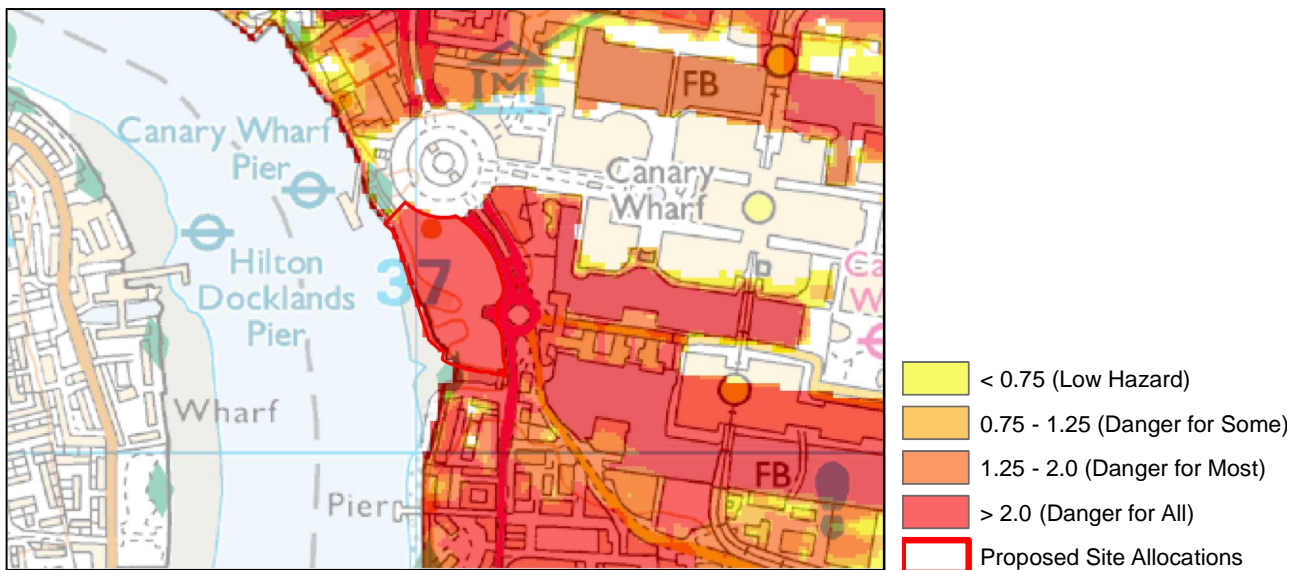 1
M
FB
Canary Wharf
Pier
Canary
Wharf
Hilton
Docklands
Pier
37
Ca
W
Wharf
FB
Pier
< 0.75 (Low Hazard)
0.75 - 1.25 (Danger for Some)
1.25 - 2.0 (Danger for Most)
> 2.0 (Danger for All)
Proposed Site Allocations